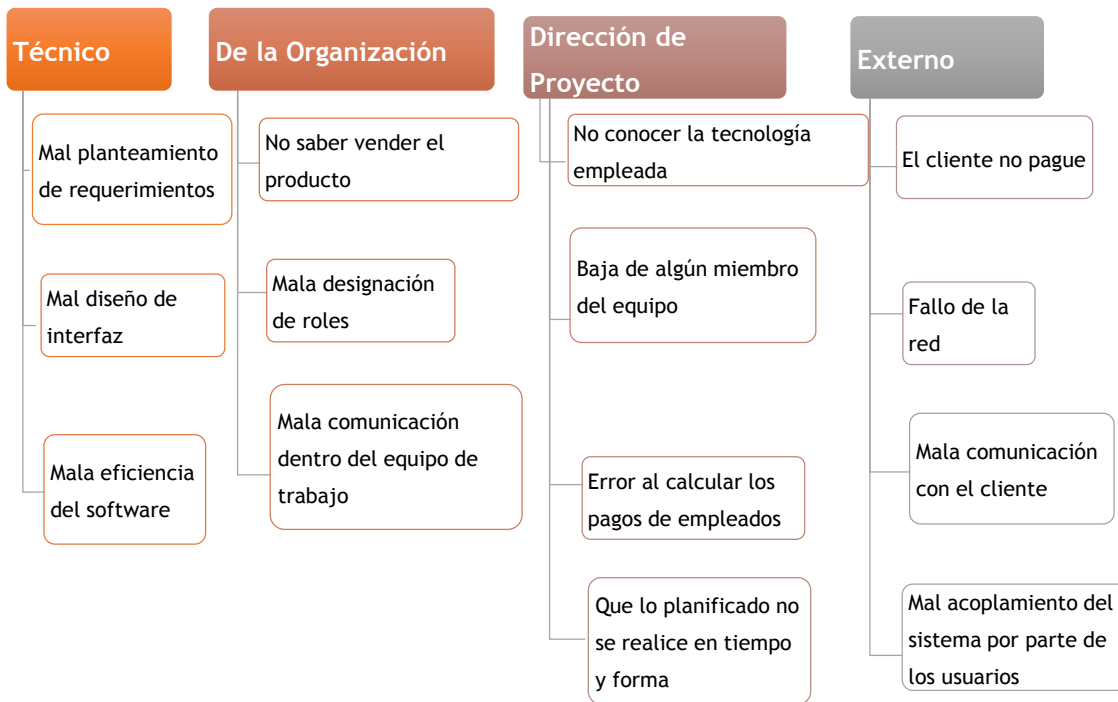 Técnico
Mal planteamiento
de requerimientos
Mal diseño de
interfaz
Mala eficiencia
del software
De la Organización
No saber vender el
producto
Mala designación
de roles
Mala comunicación
dentro del equipo de
trabajo
Dirección de
Proyecto
No conocer la tecnología
empleada
Baja de algún miembro
del equipo
Error al calcular los
pagos de empleados
Que lo planificado no
se realice en tiempo
y forma
Externo
El cliente no pague
Fallo de la
red
Mala comunicación
con el cliente
Mal acoplamiento del
sistema por parte de
los usuarios